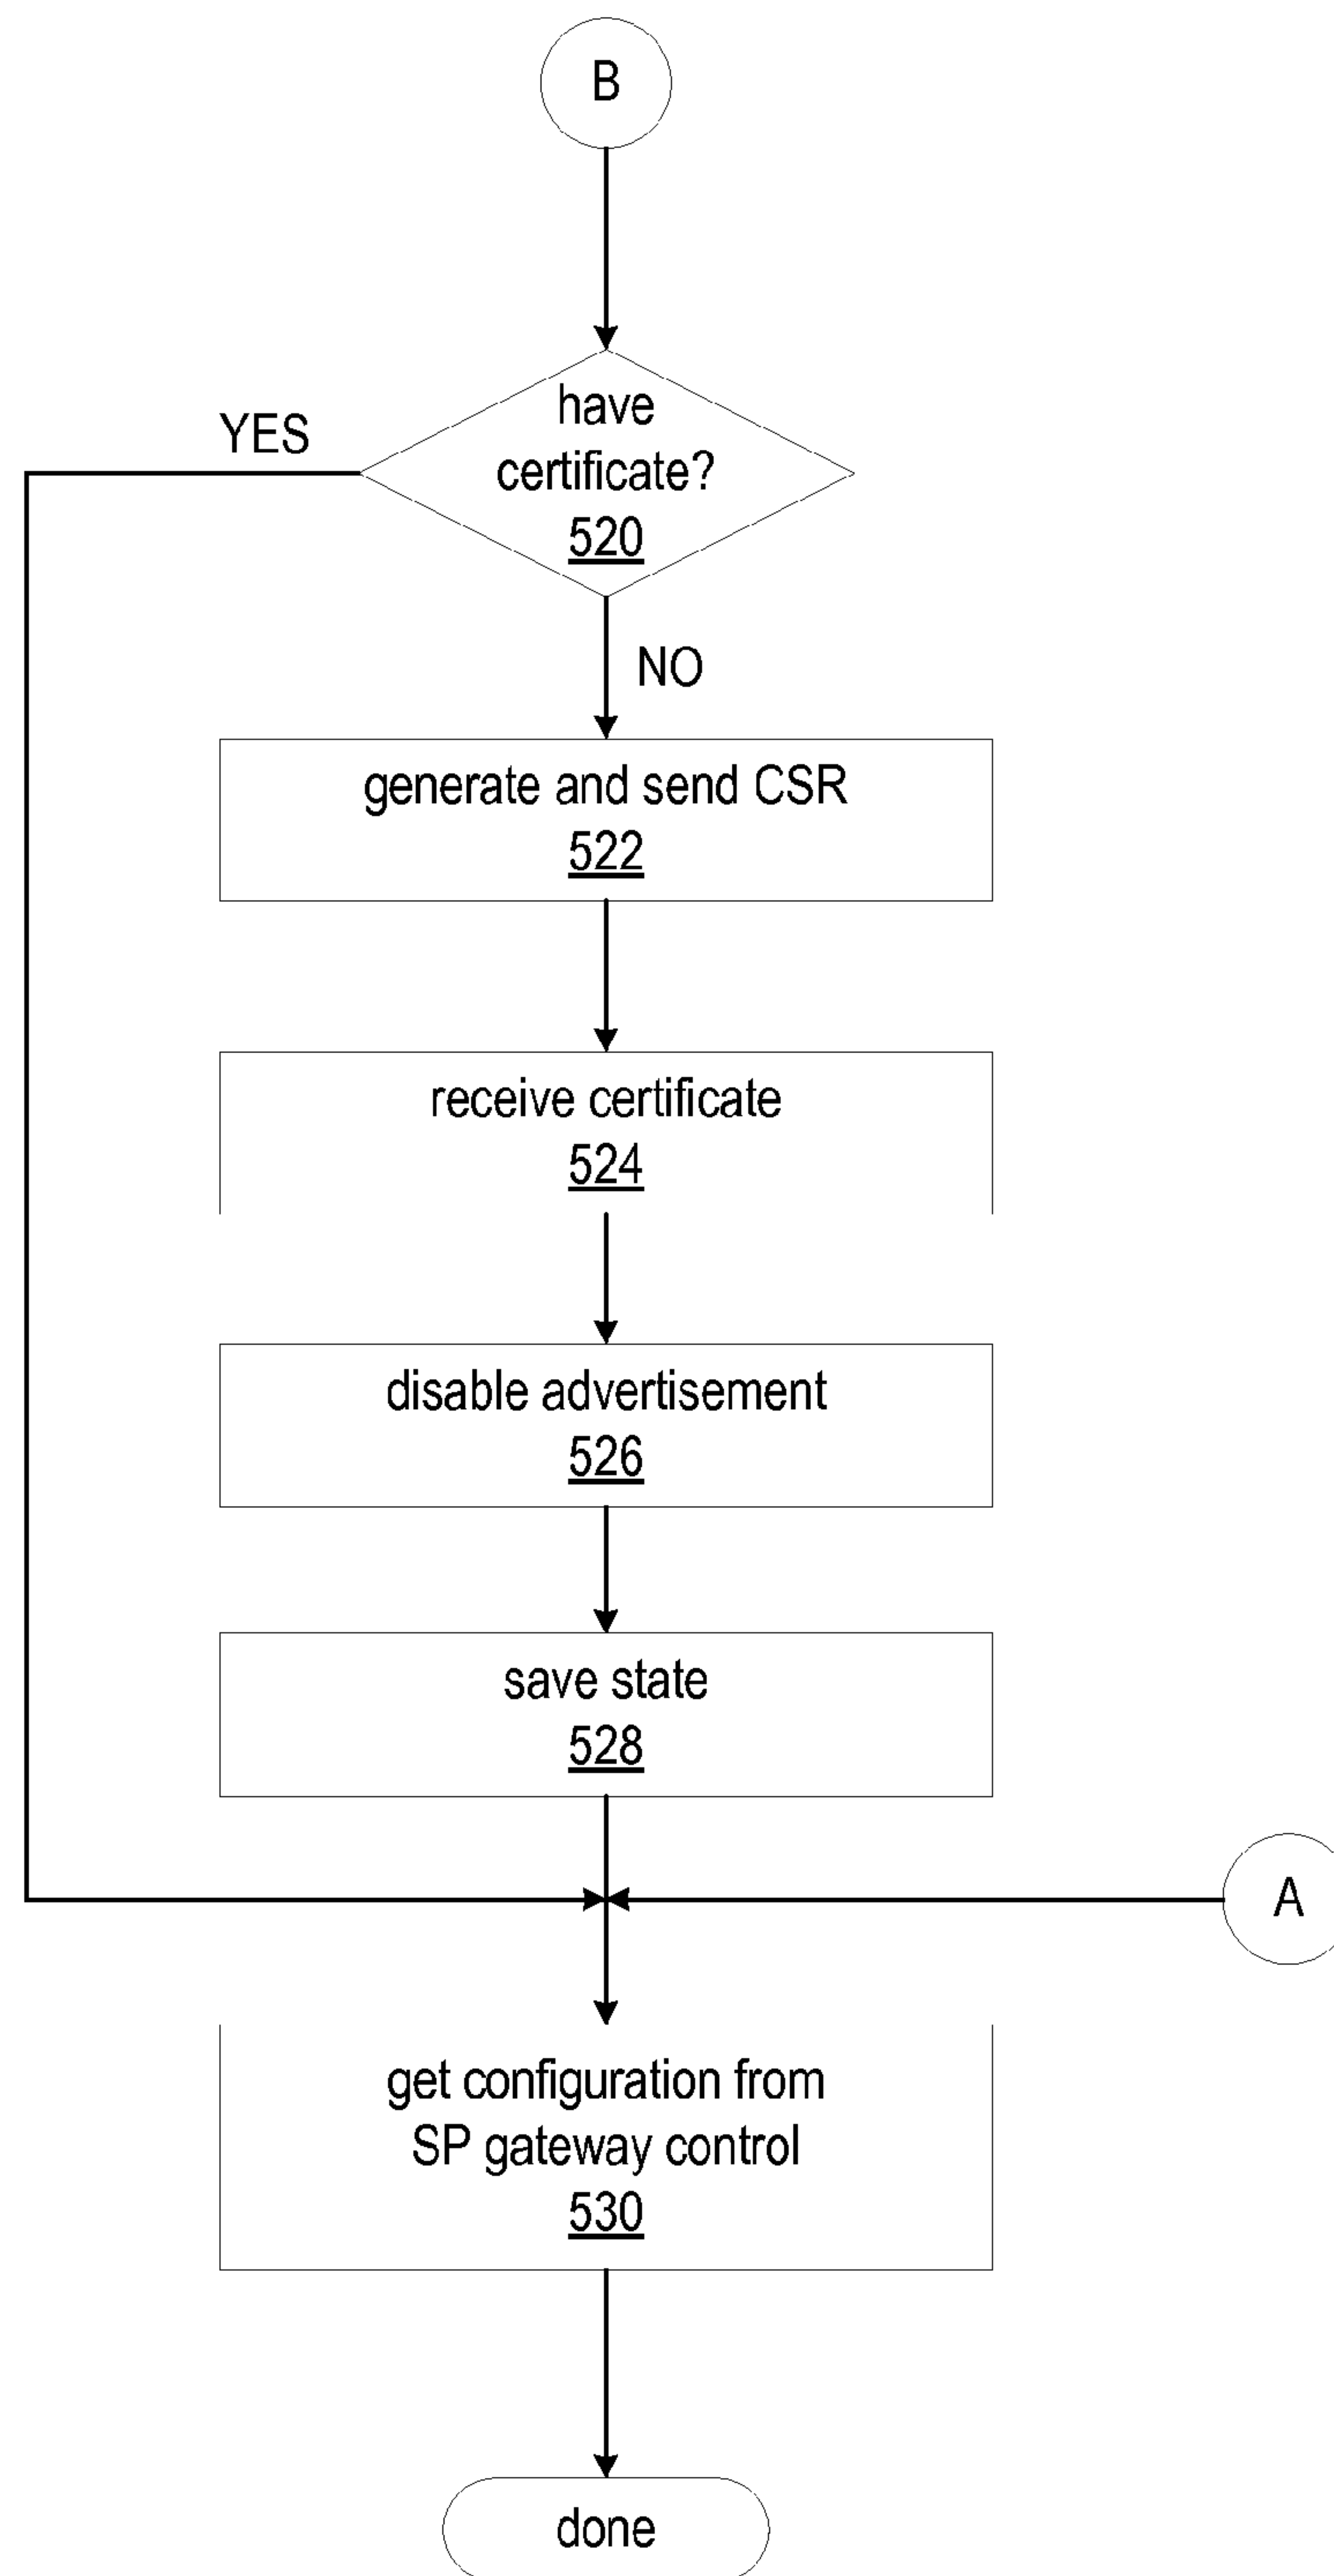 B
have
certificate?
520
YES
NO
generate and send CSR
522
receive certificate
524
disable advertisement
526
save state
528
A
get configuration from
SP gateway control
530
done